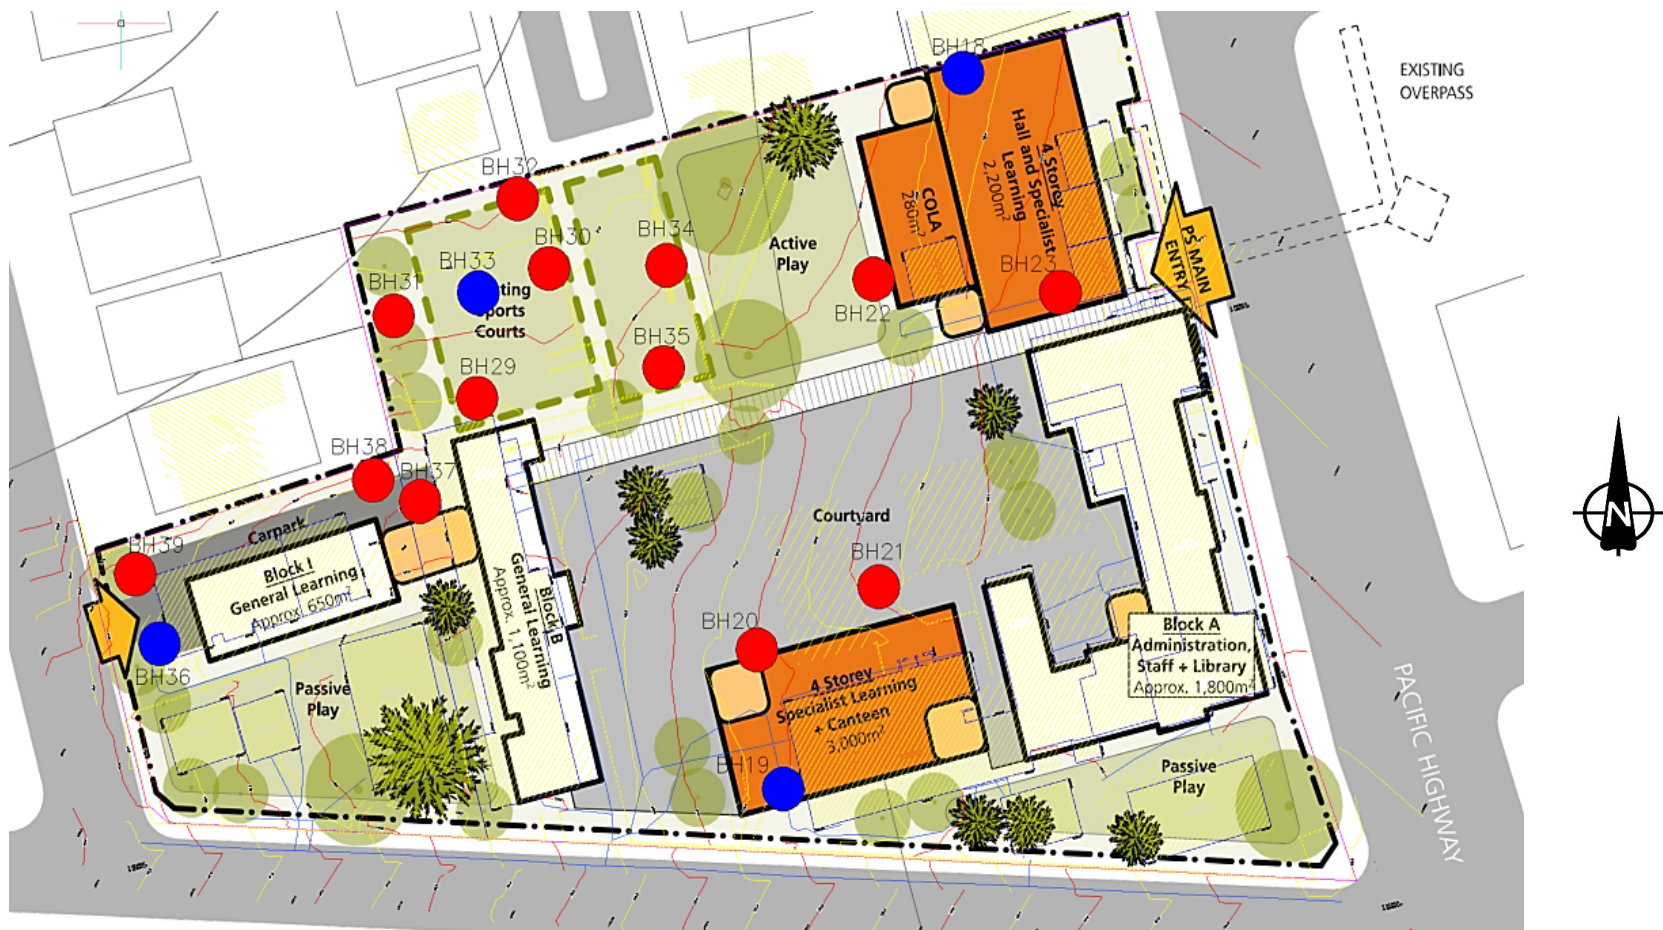 EXISTING
OVERPASS
BH18
4 Storey
Hall and Specialist
Learning
2,200m²
COLA
280m²
PS MAIN
ENTRY
BH32
BH30
BH34
BH33
BH31
ting
ports
Courts
Active
Play
BH23
BH22
BH35
BH29
BH38
BH37
BH39
Carpark
Block I
General Learning
Approx. 650m²
BH36
Block B
General Learning
Approx. 1,100m²
Courtyard
BH21
BH20
4 Storey
Specialist Learning
+ Canteen
3,000m²
BH19
Block A
Administration,
Staff + Library
Approx. 1,800m²
Passive
Play
Passive
Play
PACIFIC HIGHWAY
N